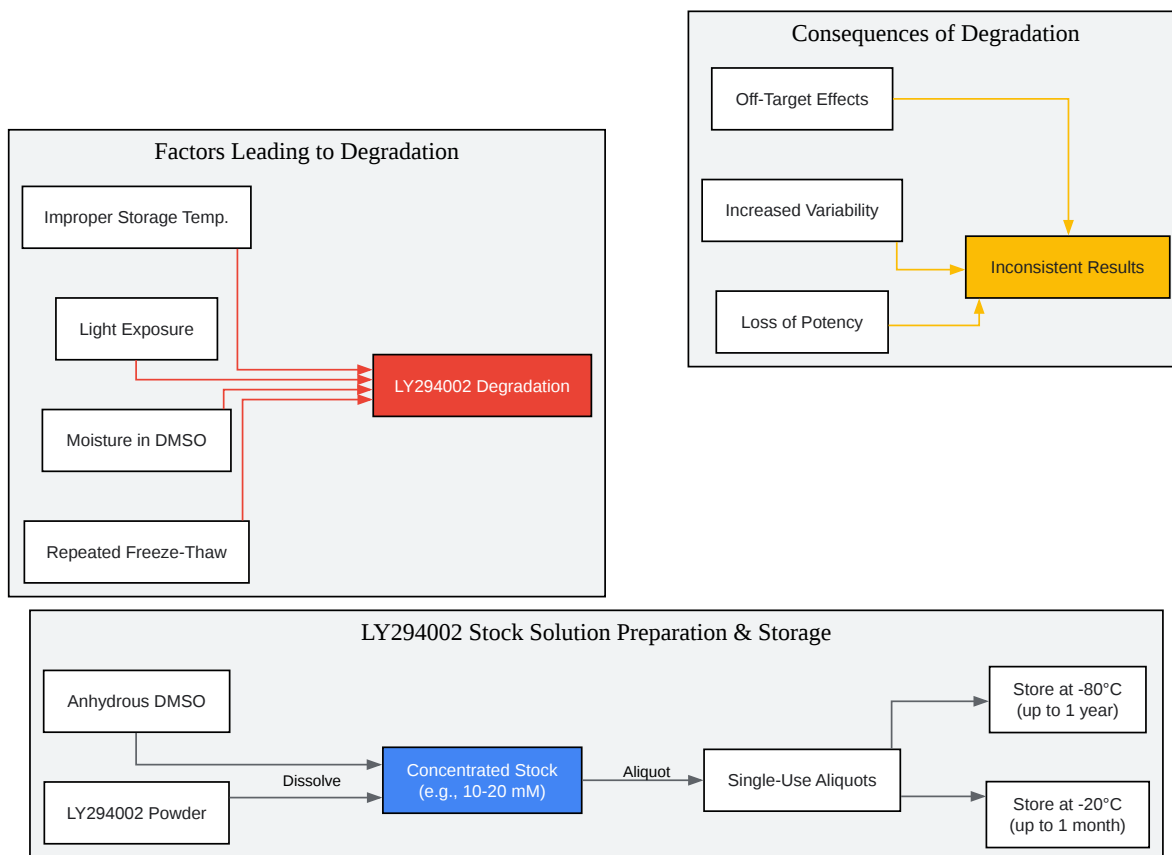 Consequences of Degradation
Off-Target Effects
Increased Variability
Inconsistent Results
Loss of Potency
Factors Leading to Degradation
Improper Storage Temp.
Light Exposure
LY294002 Degradation
Moisture in DMSO
Repeated Freeze-Thaw
LY294002 Stock Solution Preparation & Storage
Anhydrous DMSO
LY294002 Powder
Dissolve
Concentrated Stock
(e.g., 10-20 mM)
Aliquot
Single-Use Aliquots
Store at -80°C
(up to 1 year)
Store at -20°C
(up to 1 month)